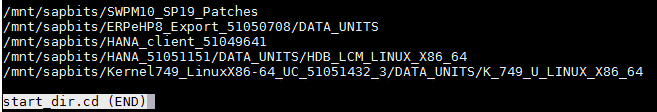 /mnt/sapbits/SWPM10_SP19_Patches
/mnt/sapbits/ERPeHP8_Export_51050708/DATA_UNITS
/mnt/sapbits/HANA_client_51049641
/mnt/sapbits/HANA_51051151/DATA_UNITS/HDB_LCM_LINUX_X86_64
/mnt/sapbits/Kernel749_LinuxX86-64_UC_51051432_3/DATA_UNITS/K_749_U_LINUX_X86_64
start_dir.cd (END)